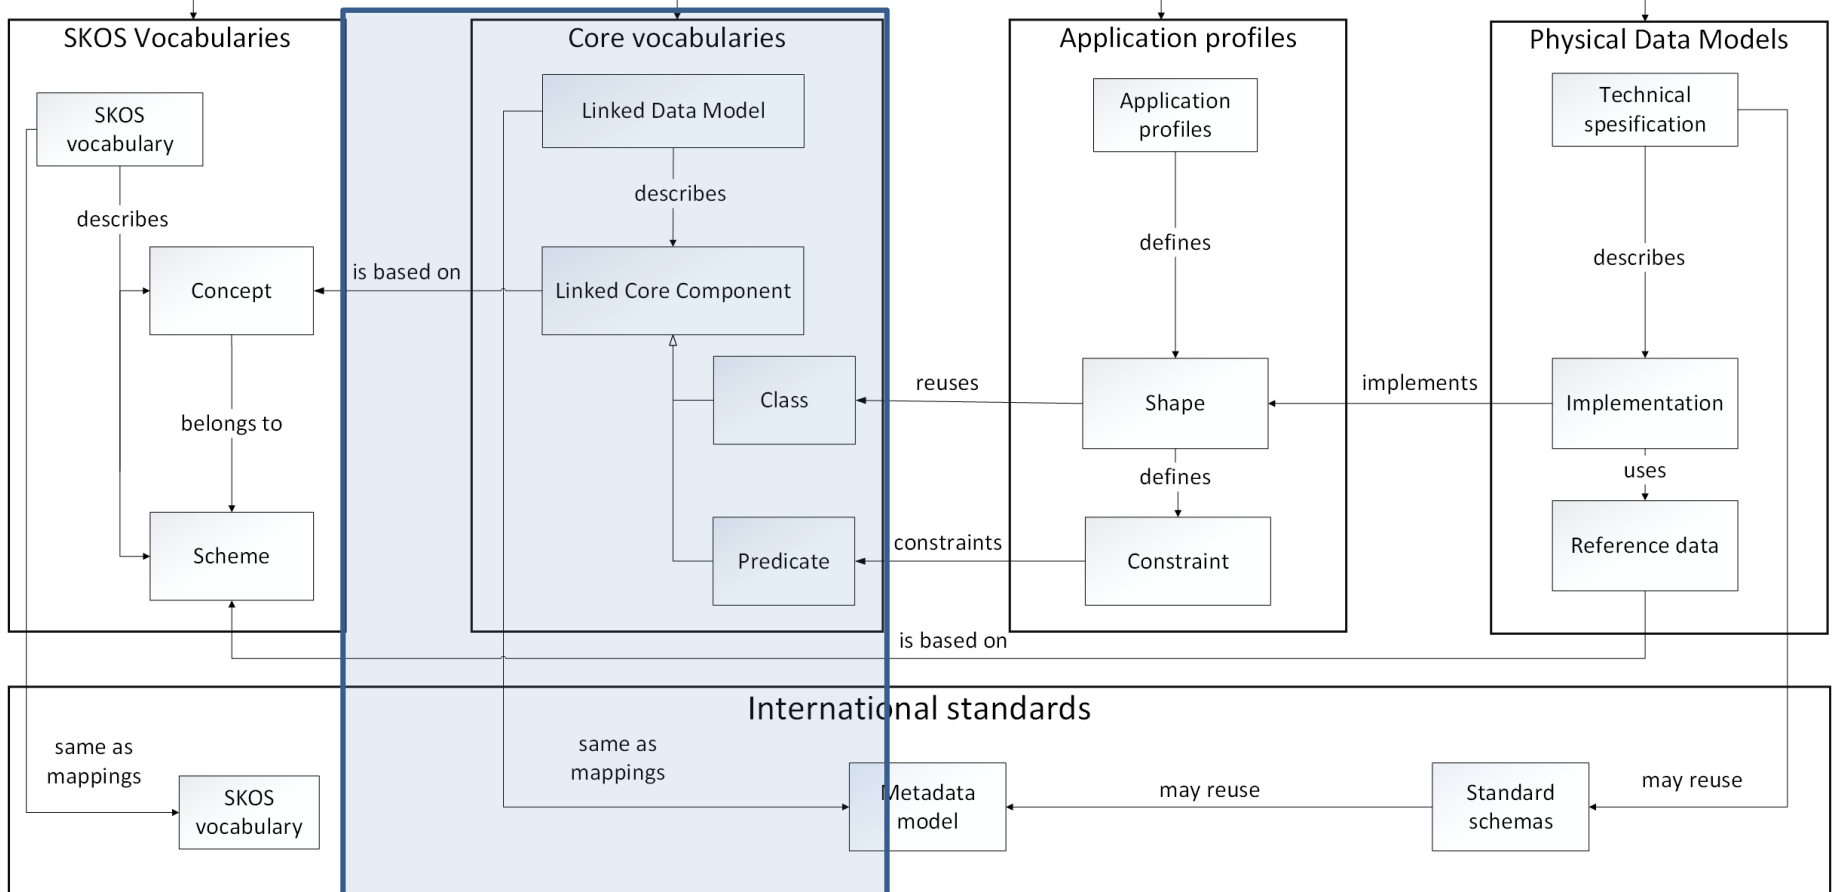 SKOS Vocabularies
SKOS
vocabulary
describes
Concept
belongs to
Scheme
is based on
Core vocabularies
Linked Data Model
describes
Linked Core Component
Class
Predicate
reuses
constraints
Application profiles
Application
profiles
defines
Shape
defines
Constraint
implements
Physical Data Models
Technical
spesification
describes
Implementation
uses
Reference data
is based on
International standards
same as
mappings
SKOS
vocabulary
same as
mappings
Metadata
model
may reuse
Standard
schemas
may reuse